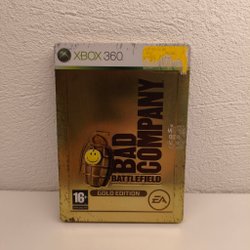 XBOX 360
BAD
COMPANY
BATTLEFIELD
GOLD EDITION
16+
EA